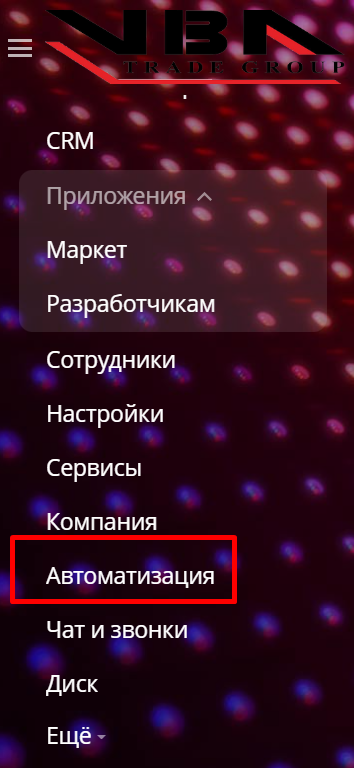 VBA
TRADE GROUP
CRM
Приложения
Маркет
Разработчикам
Сотрудники
Настройки
Сервисы
Компания
Автоматизация
Чат и звонки
Диск
Ещё